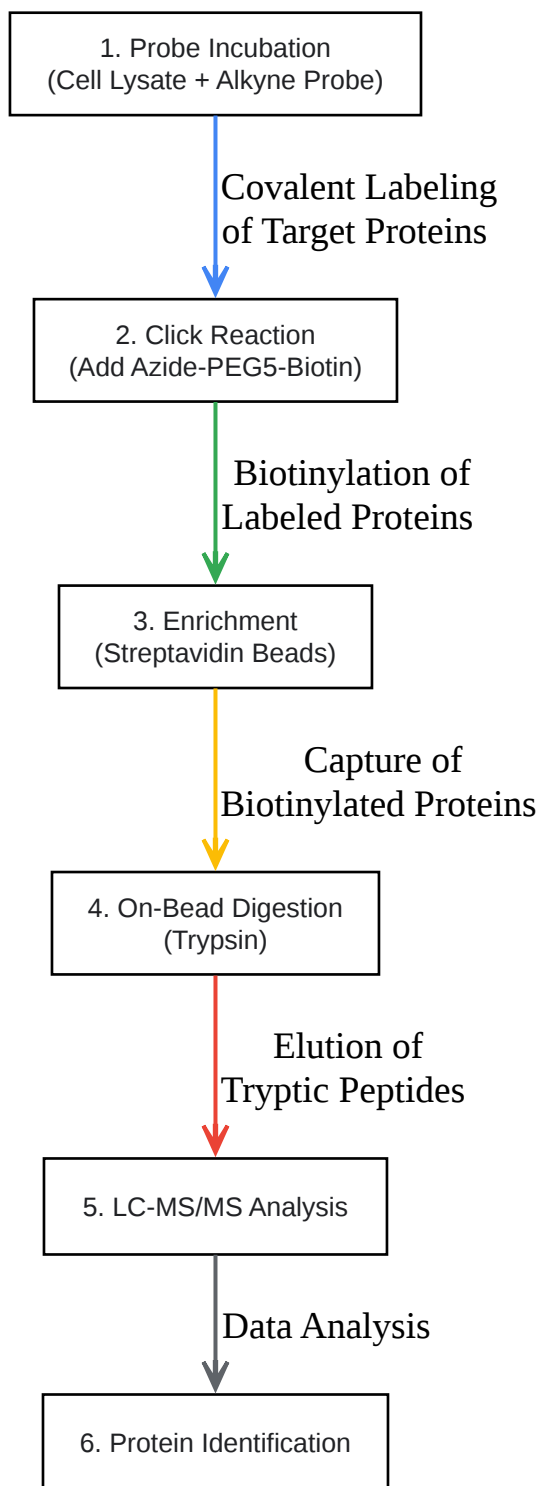 1. Probe Incubation
(Cell Lysate + Alkyne Probe)
Covalent Labeling
of Target Proteins
2. Click Reaction
(Add Azide-PEG5-Biotin)
Biotinylation of
Labeled Proteins
3. Enrichment
(Streptavidin Beads)
Capture of
Biotinylated Proteins
4. On-Bead Digestion
(Trypsin)
Elution of
Tryptic Peptides
5. LC-MS/MS Analysis
Data Analysis
6. Protein Identification